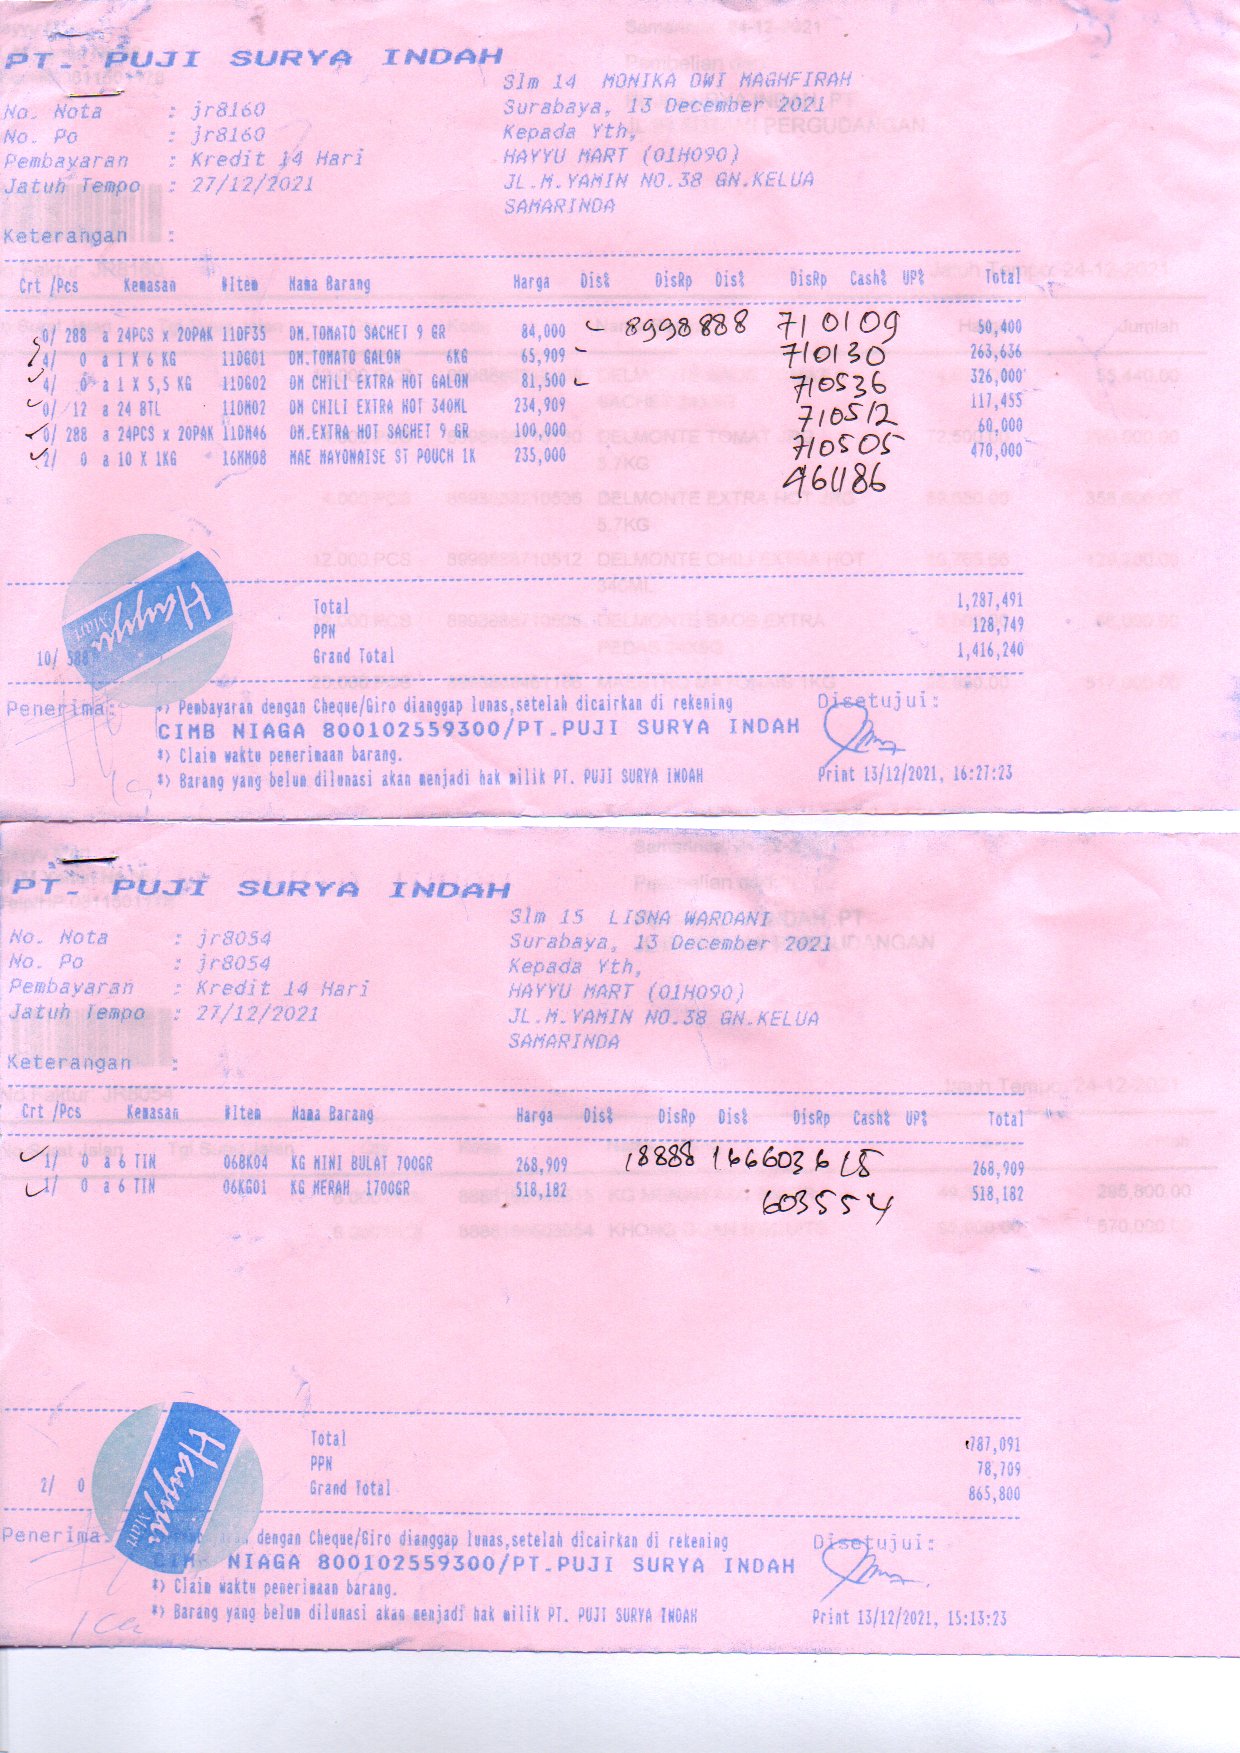 PT. PUJI SURYA INDAH
Slm 14 MONIKA DWI MAGHFIRAH
No. Nota : jr8160 Surabaya, 13 December 2021
No. Po : jr8160 Kepada Yth,
Pembayaran : Kredit 14 Hari HAYYU MART (01H090)
Jatuh Tempo : 27/12/2021 JL.M.YAMIN NO.38 GN.KELUA
SAMARINDA
Keterangan :
Crt /Pcs Kemasan #Item Nama Barang Harga Dis% DisRp Dis% DisRp Cash% UP% Total
0/ 288 a 24PCS x 20PAK 11DF35 DM.TOMATO SACHET 9 GR 84,000 8998888 710109 50,400
4/ 0 a 1 X 6 KG 11DG01 DM.TOMATO GALON 6KG 65,909 710130 263,636
4/ 0 a 1 X 5,5 KG 11DG02 DM CHILI EXTRA HOT GALON 81,500 710536 326,000
0/ 12 a 24 BTL 11DM02 DM CHILI EXTRA HOT 340ML 234,909 710512 117,455
0/ 288 a 24PCS x 20PAK 11DM46 DM.EXTRA HOT SACHET 9 GR 100,000 710505 60,000
2/ 0 a 10 X 1KG 16MM08 MAE MAYONAISE ST POUCH 1K 235,000 461186 470,000
Hayyu Mart
Total 1,287,491
PPN 128,749
10/ 588 Grand Total 1,416,240
Penerima: *) Pembayaran dengan Cheque/Giro dianggap lunas,setelah dicairkan di rekening Disetujui:
CIMB NIAGA 800102559300/PT.PUJI SURYA INDAH
*) Claim waktu penerimaan barang.
*) Barang yang belum dilunasi akan menjadi hak milik PT. PUJI SURYA INDAH Print 13/12/2021, 16:27:23
PT. PUJI SURYA INDAH
Slm 15 LISNA WARDANI
No. Nota : jr8054 Surabaya, 13 December 2021
No. Po : jr8054 Kepada Yth,
Pembayaran : Kredit 14 Hari HAYYU MART (01H090)
Jatuh Tempo : 27/12/2021 JL.M.YAMIN NO.38 GN.KELUA
SAMARINDA
Keterangan :
Crt /Pcs Kemasan #Item Nama Barang Harga Dis% DisRp Dis% DisRp Cash% UP% Total
1/ 0 a 6 TIN 06BK04 KG MINI BULAT 700GR 268,909 18888 166603615 268,909
1/ 0 a 6 TIN 06KG01 KG MERAH 1700GR 518,182 603554 518,182
Hayyu Mart
Total 787,091
PPN 78,709
2/ 0 Grand Total 865,800
Penerima: dengan Cheque/Giro dianggap lunas,setelah dicairkan di rekening Disetujui:
CIMB NIAGA 800102559300/PT.PUJI SURYA INDAH
*) Claim waktu penerimaan barang.
*) Barang yang belum dilunasi akan menjadi hak milik PT. PUJI SURYA INDAH Print 13/12/2021, 15:13:23